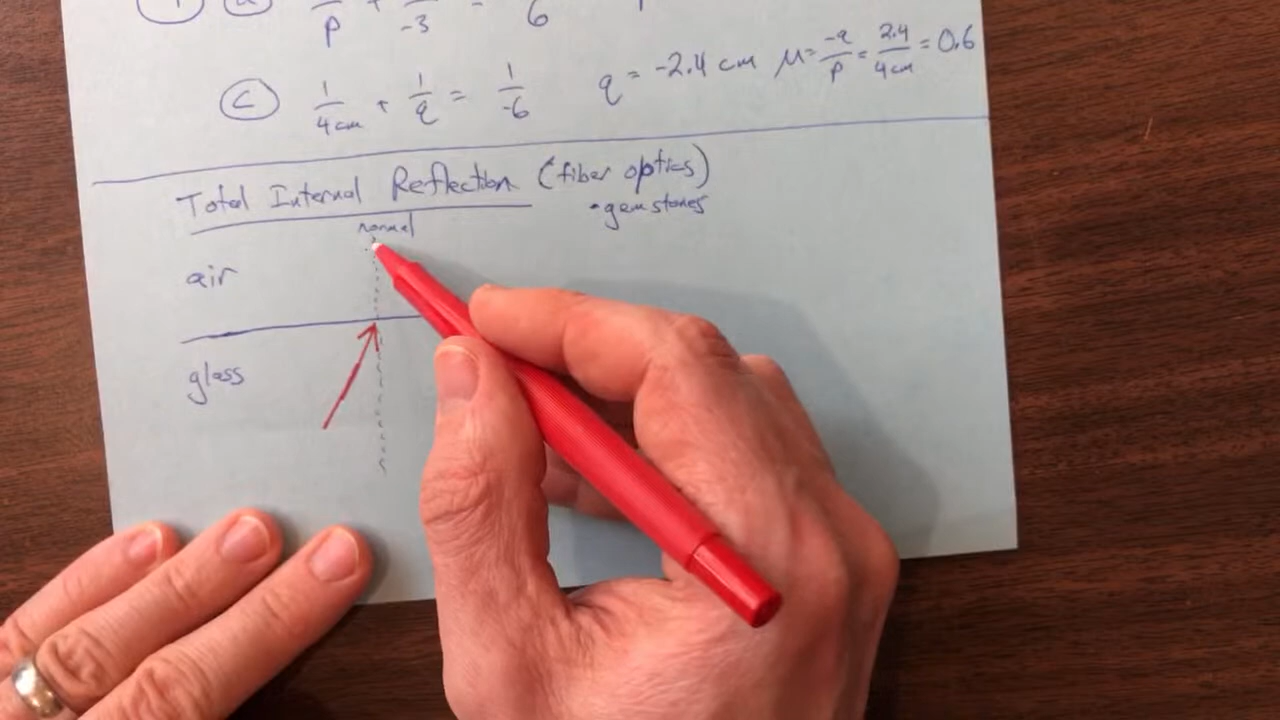 1/P + 1/-3 = 6
(c) 1/4cm + 1/q = 1/-6 q = -2.4 cm M = -q/P = 2.4/4cm = 0.6
Total Internal Reflection (fiber optics)
•gem stones
normal
air
glass